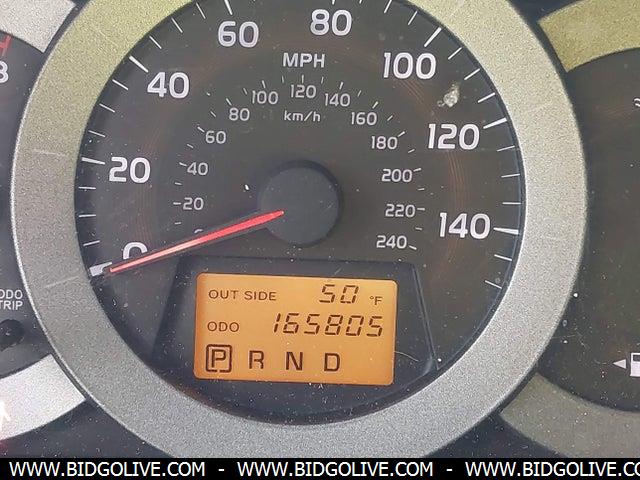 60
80
MPH
40
100
120
100
140
km/h
80
160
120
60
180
20
40
200
20
220
140
240
0
OUT SIDE 50 °F
ODO 165805
P R N D
ODO
TRIP
WWW.BIDGOLIVE.COM - WWW.BIDGOLIVE.COM - WWW.BIDGOLIVE.CO